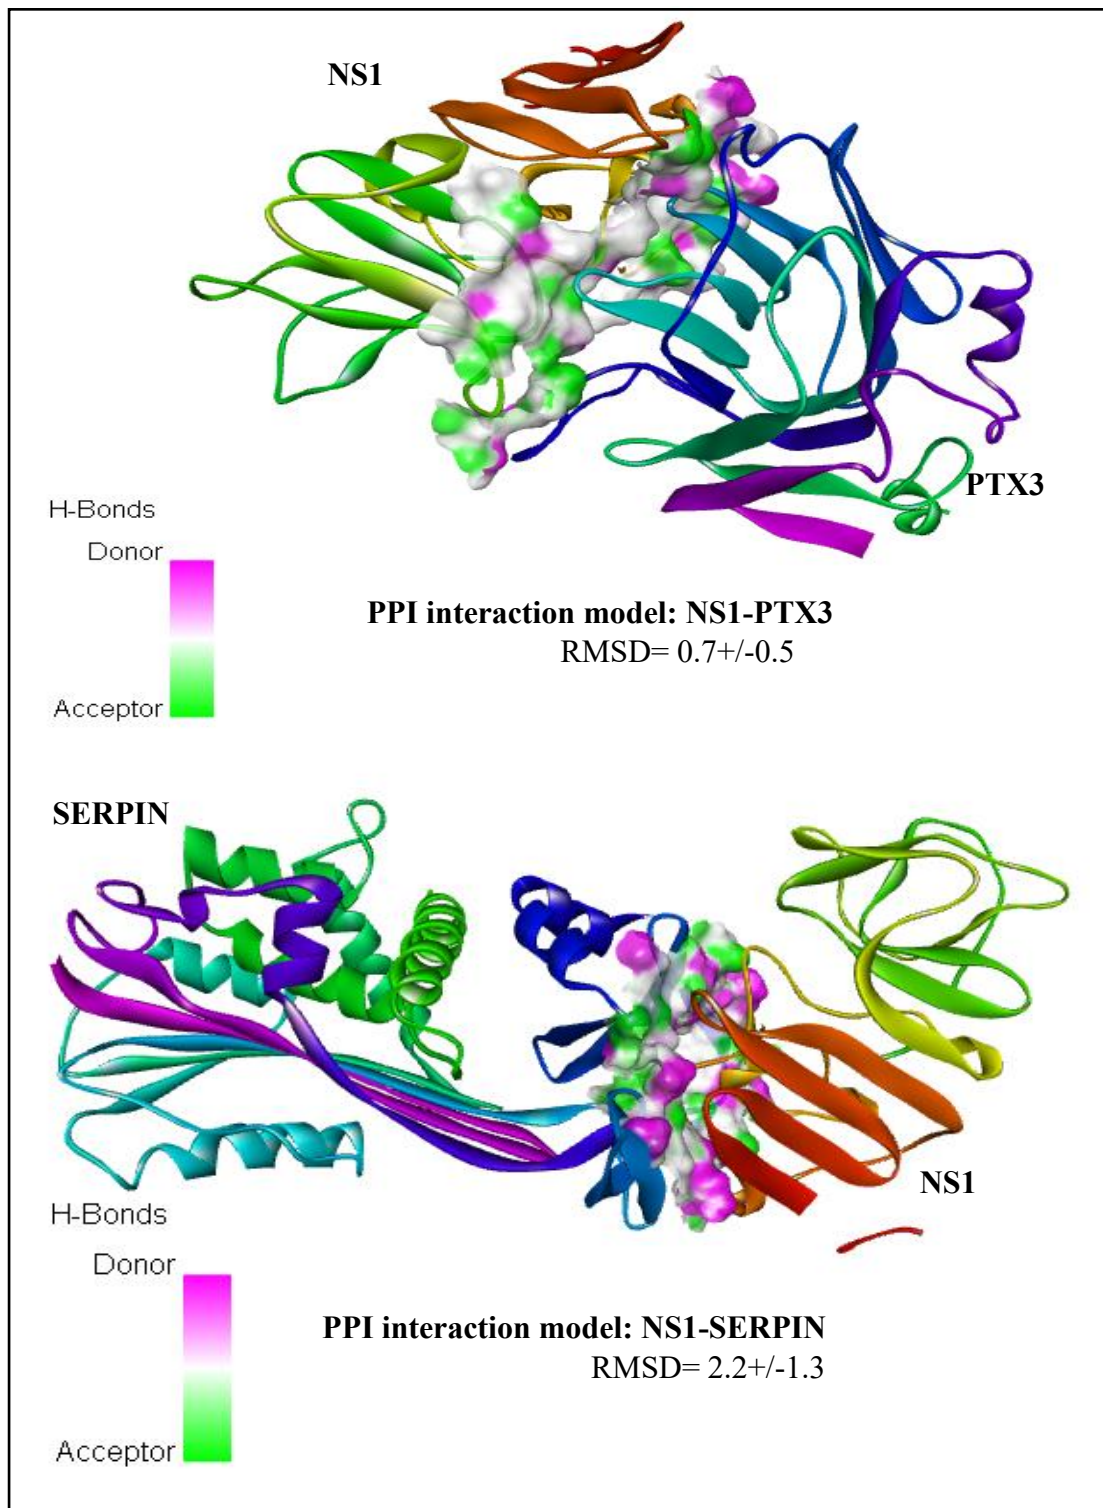 NS1
PTX3
H-Bonds
Donor
Acceptor
PPI interaction model: NS1-PTX3
RMSD= 0.7+/-0.5
SERPIN
NS1
H-Bonds
Donor
Acceptor
PPI interaction model: NS1-SERPIN
RMSD= 2.2+/-1.3